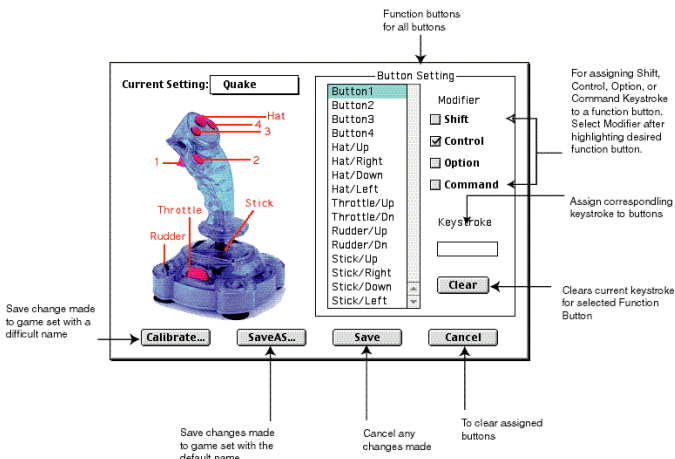 Function buttons
for all buttons
Current Setting: Quake
Button Setting
Button1
Button2
Button3
Button4
Hat/Up
Hat/Right
Hat/Down
Hat/Left
Throttle/Up
Throttle/Dn
Rudder/Up
Rudder/Dn
Stick/Up
Stick/Right
Stick/Down
Stick/Left
Modifier
Shift
Control
Option
Command
Keystroke
Clear
Hat
4
3
1
2
Stick
Throttle
Rudder
Calibrate...
SaveAS...
Save
Cancel
For assigning Shift,
Control, Option, or
Command Keystroke
to a function button.
Select Modifier after
highlighting desired
function button.
Assign correspondling
keystroke to buttons
Clears current keystroke
for selected Function
Button
Save change made
to game set with a
difficult name
Save changes made
to game set with the
default name
Cancel any
changes made
To clear assigned
buttons